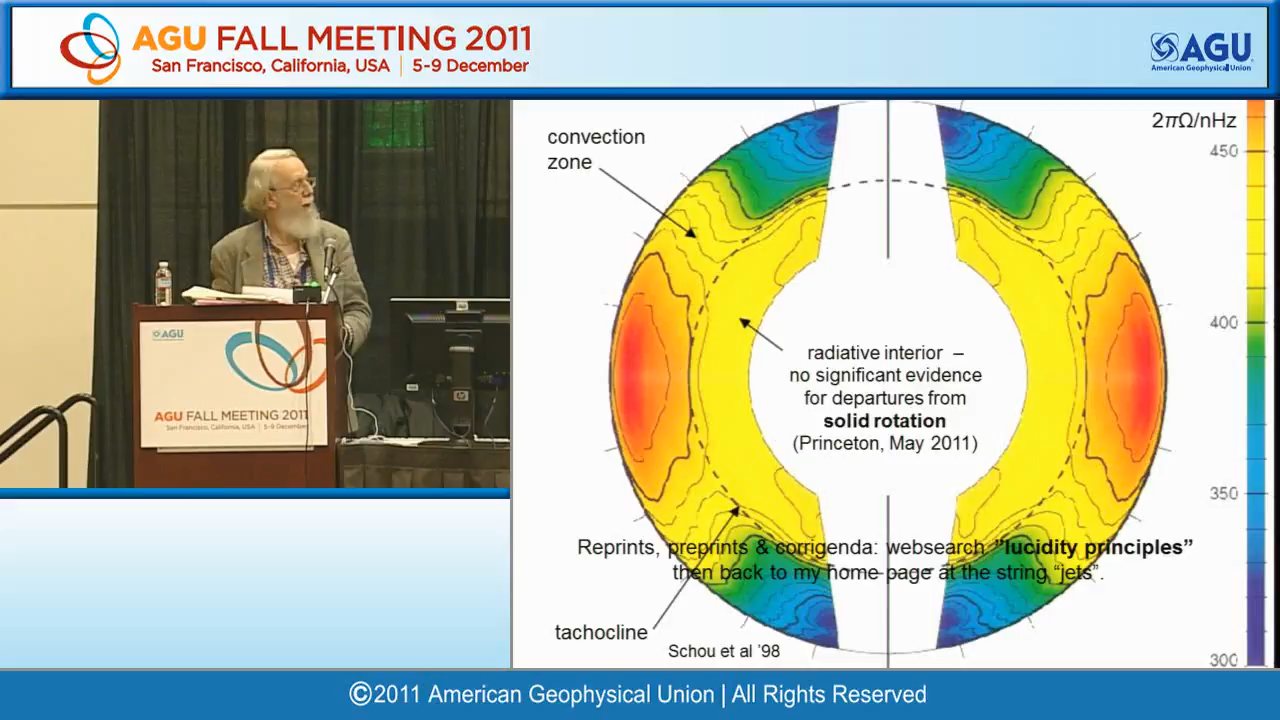 AGU FALL MEETING 2011
San Francisco, California, USA | 5-9 December
AGU
American Geophysical Union
AGU
AGU FALL MEETING 2011
San Francisco, California, USA | 5-9 December
hp
convection
zone
2πΩ/nHz
450
400
350
300
radiative interior –
no significant evidence
for departures from
solid rotation
(Princeton, May 2011)
Reprints, preprints & corrigenda: websearch "lucidity principles"
then back to my home page at the string “jets”.
tachocline
Schou et al ’98
©2011 American Geophysical Union | All Rights Reserved